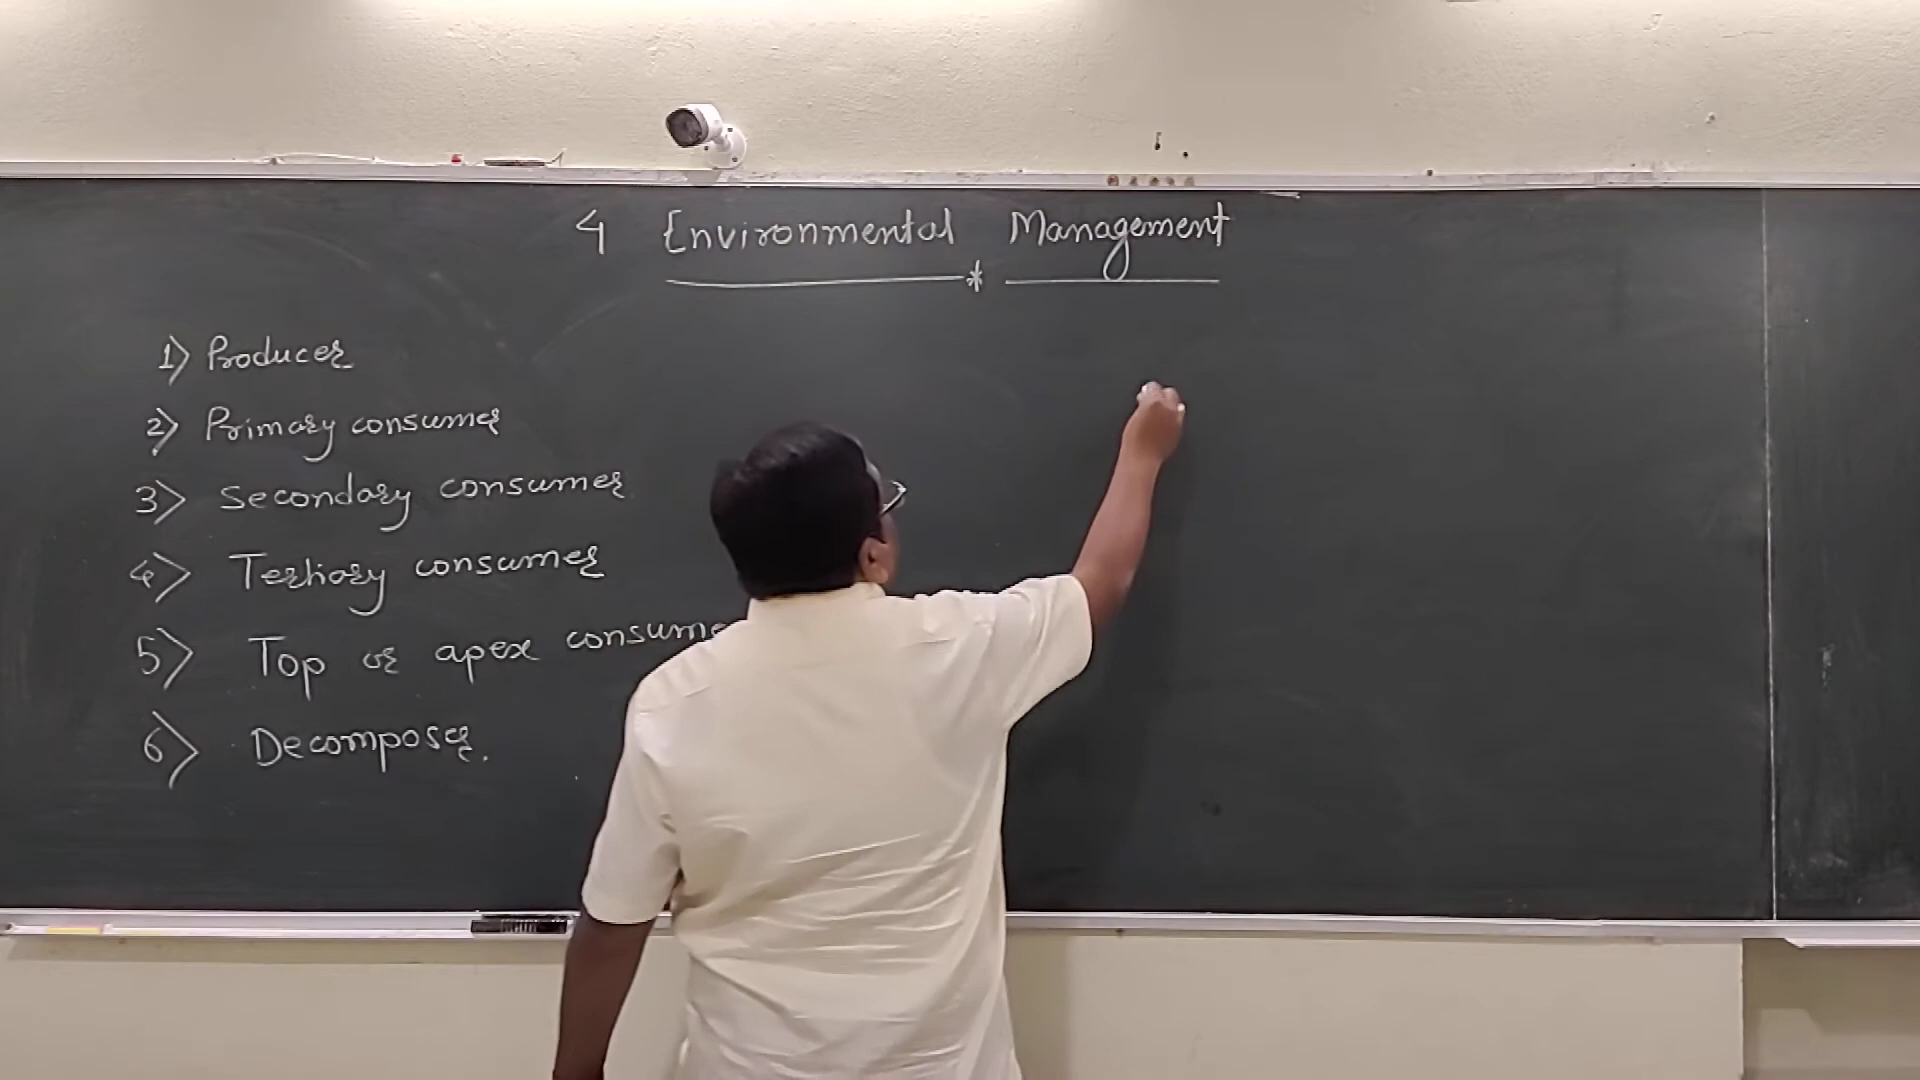 4 Environmental Management
1) Producer
2) Primary consumer
3) Secondary consumer
4) Tertiary consumer
5) Top or apex consume
6) Decomposer.